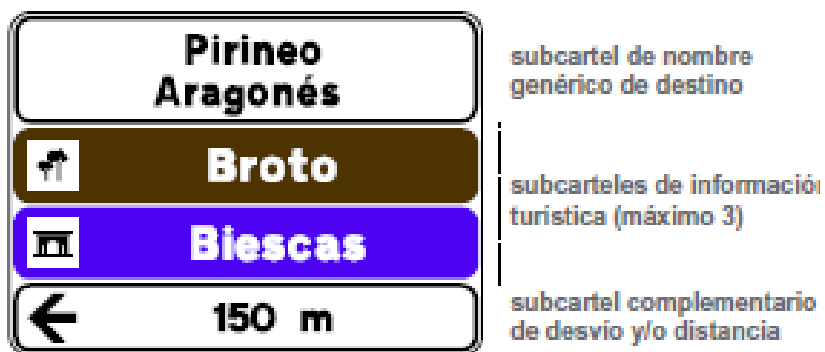 Pirineo
Aragonés
subcartel de nombre
genérico de destino
Broto
subcarteles de información
turística (máximo 3)
Biescas
150 m
subcartel complementario
de desvio y/o distancia